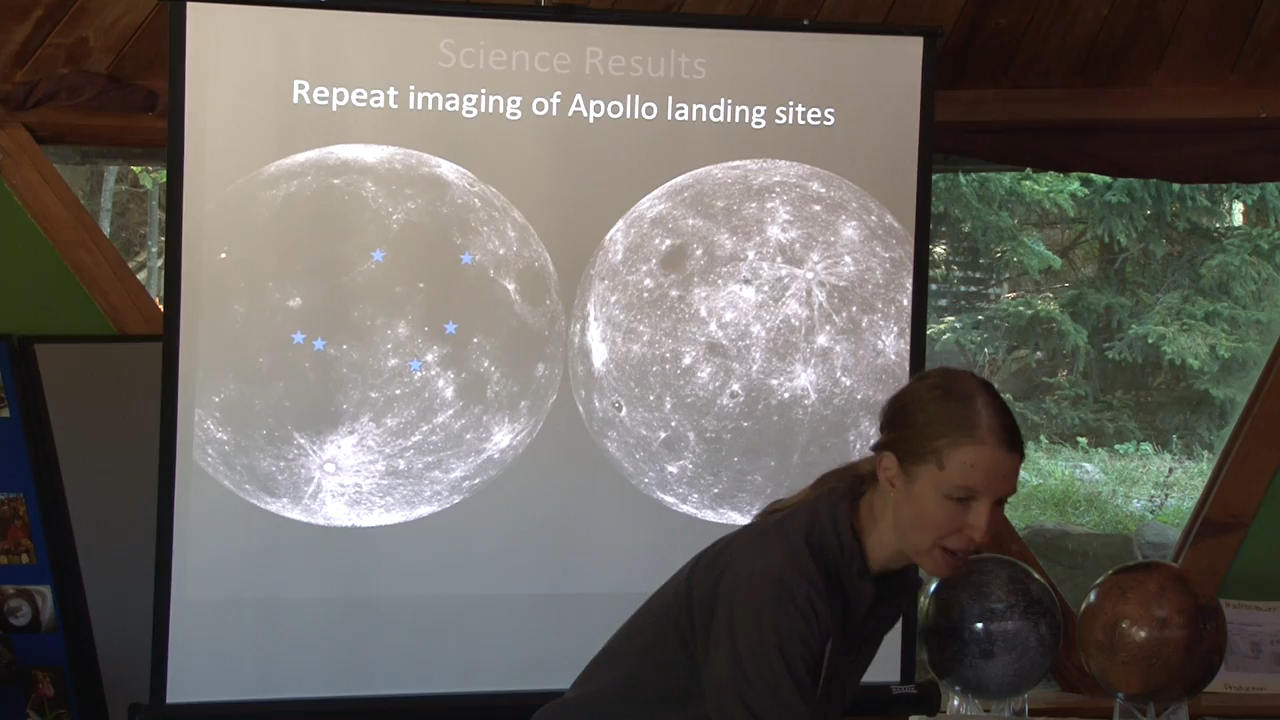 Science Results
Repeat imaging of Apollo landing sites